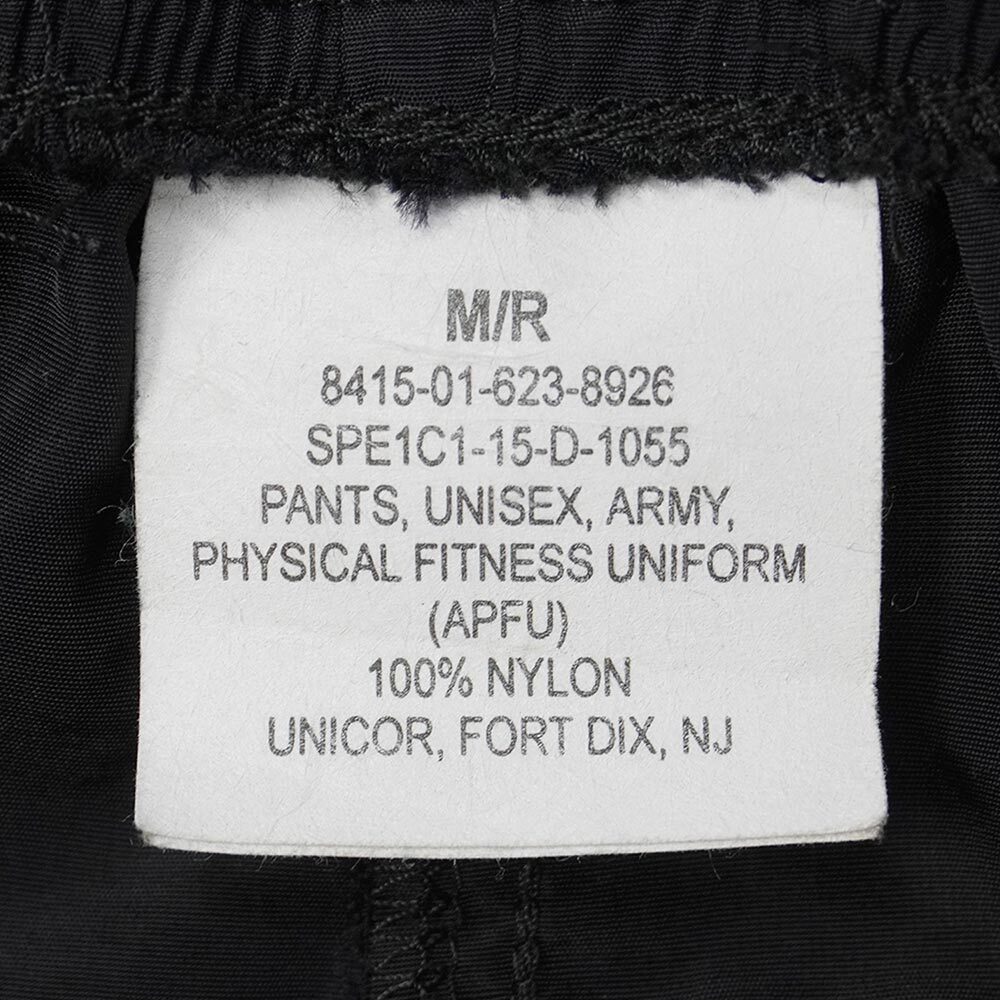 M/R
8415-01-623-8926
SPE1C1-15-D-1055
PANTS, UNISEX, ARMY,
PHYSICAL FITNESS UNIFORM
(APFU)
100% NYLON
UNICOR, FORT DIX, NJ